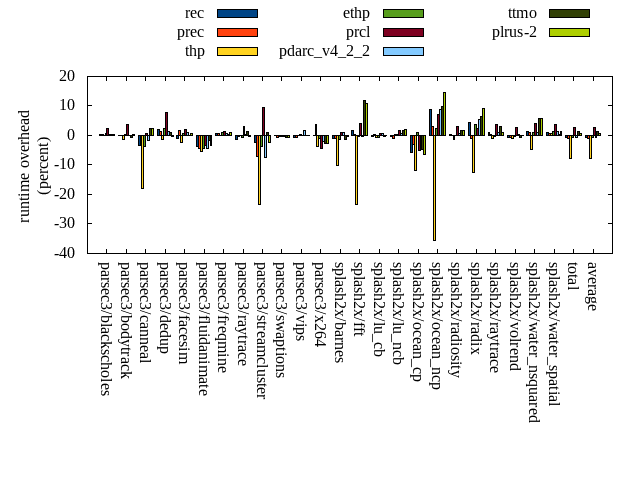 rec ethp ttmo
prec prcl plrus-2
thp pdarc_v4_2_2
runtime overhead
(percent)
20
10
0
-10
-20
-30
-40
parsec3/blackscholes
parsec3/bodytrack
parsec3/canneal
parsec3/dedup
parsec3/facesim
parsec3/fluidanimate
parsec3/freqmine
parsec3/raytrace
parsec3/streamcluster
parsec3/swaptions
parsec3/vips
parsec3/x264
splash2x/barnes
splash2x/fft
splash2x/lu_cb
splash2x/lu_ncb
splash2x/ocean_cp
splash2x/ocean_ncp
splash2x/radiosity
splash2x/radix
splash2x/raytrace
splash2x/volrend
splash2x/water_nsquared
splash2x/water_spatial
total
average